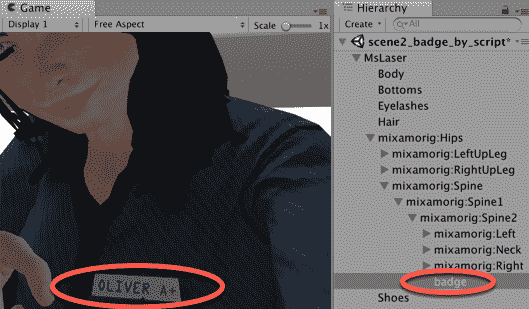 Game
Display 1
Free Aspect
Scale
1x
OLIVER A+
Hierarchy
Create
All
scene2_badge_by_script*
MsLaser
Body
Bottoms
Eyelashes
Hair
mixamorig:Hips
mixamorig:LeftUpLeg
mixamorig:RightUpLeg
mixamorig:Spine
mixamorig:Spine1
mixamorig:Spine2
mixamorig:Left
mixamorig:Neck
mixamorig:Right
badge
Shoes